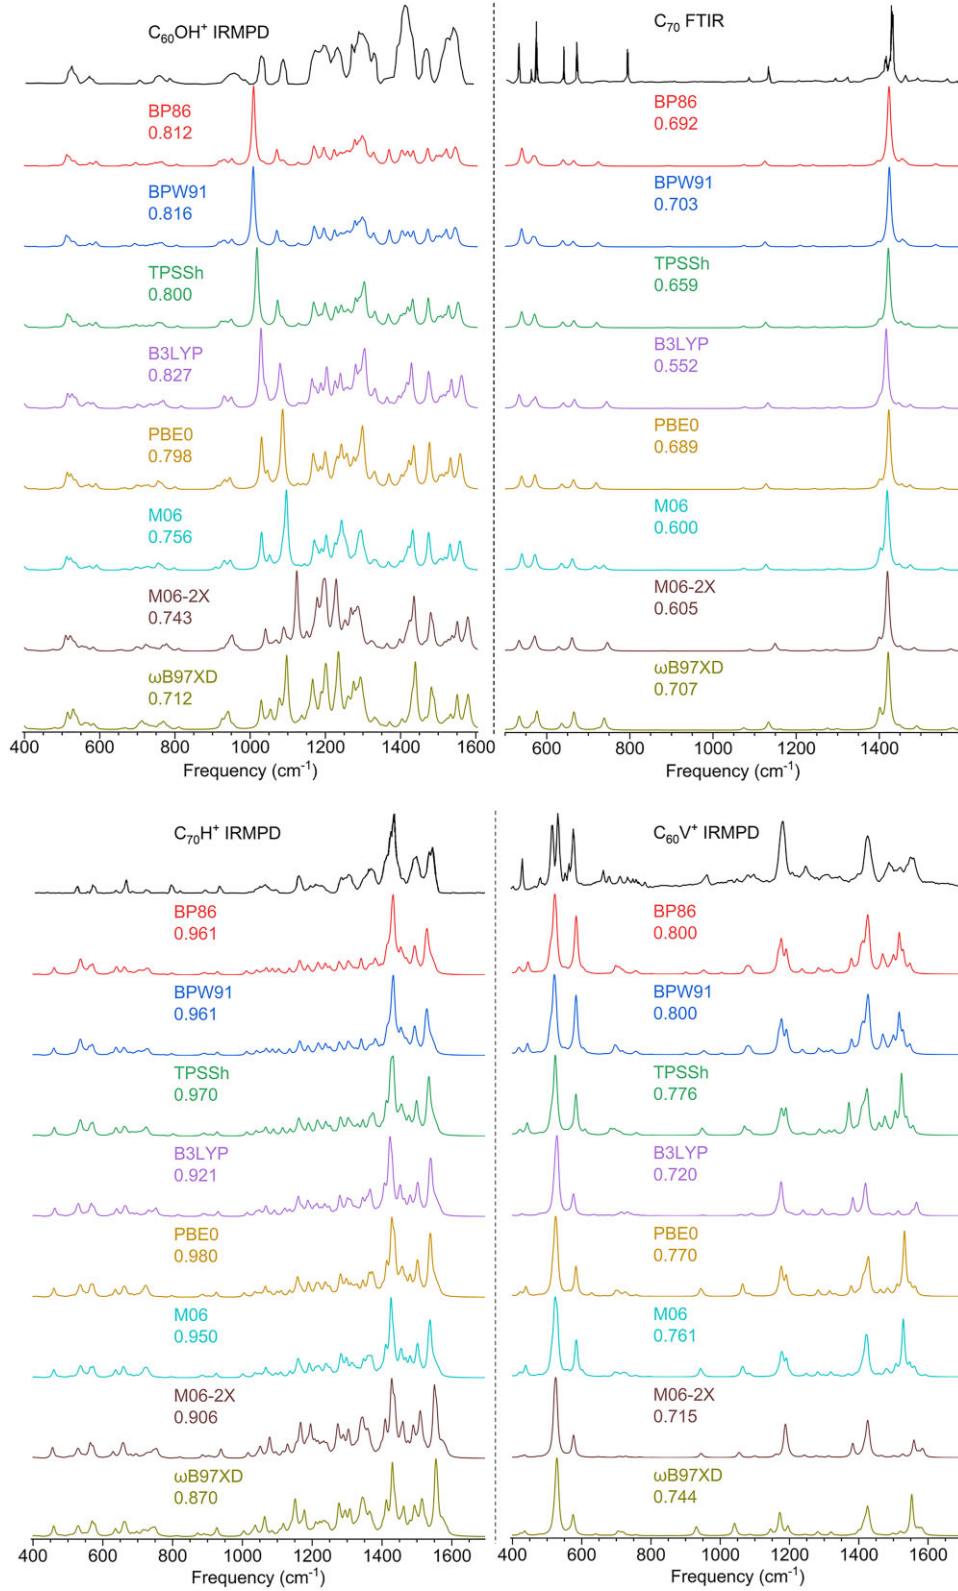 C₆₀OH⁺ IRMPD
BP86
0.812
BPW91
0.816
TPSSh
0.800
B3LYP
0.827
PBE0
0.798
M06
0.756
M06-2X
0.743
ωB97XD
0.712
400 600 800 1000 1200 1400 1600
Frequency (cm⁻¹)
C₇₀ FTIR
BP86
0.692
BPW91
0.703
TPSSh
0.659
B3LYP
0.552
PBE0
0.689
M06
0.600
M06-2X
0.605
ωB97XD
0.707
600 800 1000 1200 1400
Frequency (cm⁻¹)
C₇₀H⁺ IRMPD
BP86
0.961
BPW91
0.961
TPSSh
0.970
B3LYP
0.921
PBE0
0.980
M06
0.950
M06-2X
0.906
ωB97XD
0.870
400 600 800 1000 1200 1400 1600
Frequency (cm⁻¹)
C₆₀V⁺ IRMPD
BP86
0.800
BPW91
0.800
TPSSh
0.776
B3LYP
0.720
PBE0
0.770
M06
0.761
M06-2X
0.715
ωB97XD
0.744
400 600 800 1000 1200 1400 1600
Frequency (cm⁻¹)